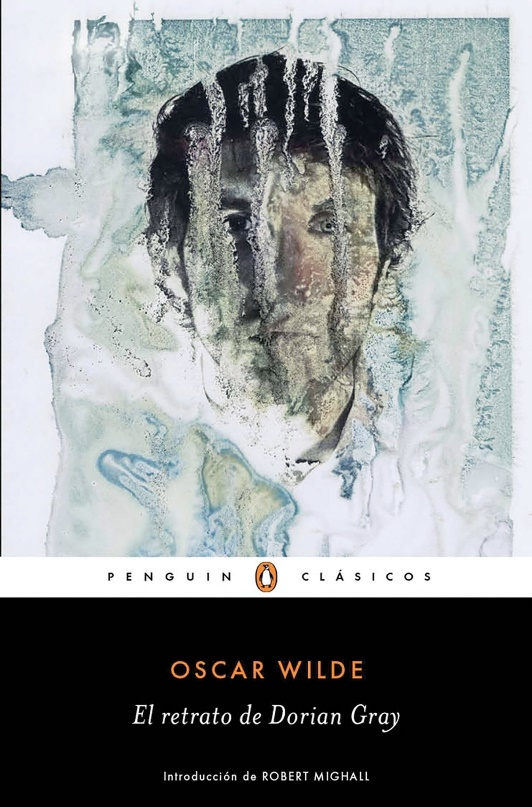 PENGUIN CLÁSICOS
OSCAR WILDE
El retrato de Dorian Gray
Introducción de ROBERT MIGHALL